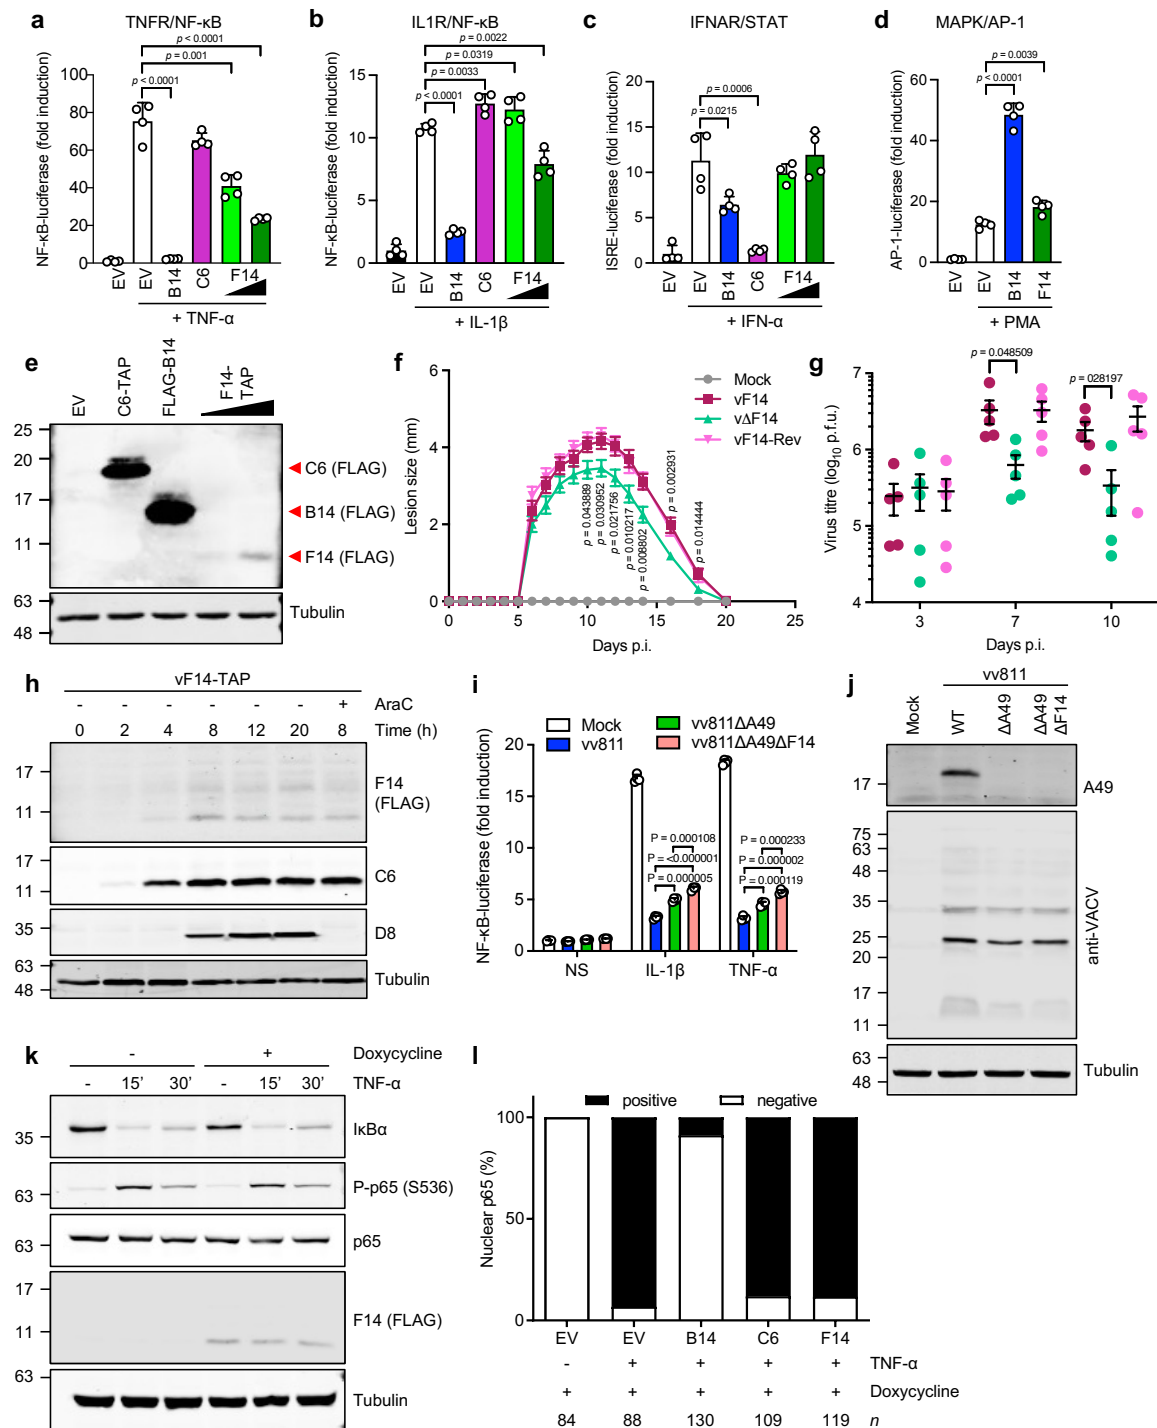 a
TNFR/NF-κB
p < 0.0001
p = 0.001
p < 0.0001
NF-κB-luciferase (fold induction)
100
80
60
40
20
0
EV
EV
B14
C6
F14
+ TNF-α
b
IL1R/NF-κB
p = 0.0022
p = 0.0319
p = 0.0033
p < 0.0001
NF-κB-luciferase (fold induction)
15
10
5
0
EV
EV
B14
C6
F14
+ IL-1β
c
IFNAR/STAT
p = 0.0006
p = 0.0215
ISRE-luciferase (fold induction)
20
15
10
5
0
EV
EV
B14
C6
F14
+ IFN-α
d
MAPK/AP-1
p = 0.0039
p < 0.0001
AP-1-luciferase (fold induction)
60
40
20
0
EV
EV
B14
F14
+ PMA
e
EV
C6-TAP
FLAG-B14
F14-
TAP
25
20
17
11
63
48
C6 (FLAG)
B14 (FLAG)
F14 (FLAG)
Tubulin
f
Mock
vF14
vΔF14
vF14-Rev
Lesion size (mm)
6
4
2
0
p = 0.043889
p = 0.030952
p = 0.021756
p = 0.010217
p = 0.008802
p = 0.002931
p = 0.014444
0
5
10
15
20
25
Days p.i.
g
p = 0.048509
p = 028197
Virus titre (log10 p.f.u.)
7
6
5
4
3
7
10
Days p.i.
h
vF14-TAP
- - - - - - + AraC
0 2 4 8 12 20 8 Time (h)
17
11
F14
(FLAG)
17
11
C6
35
D8
63
48
Tubulin
i
Mock
vv811
vv811ΔA49
vv811ΔA49ΔF14
NF-κB-luciferase (fold induction)
20
15
10
5
0
P = 0.000108
P = <0.000001
P = 0.000005
P = 0.000233
P = 0.000002
P = 0.000119
NS
IL-1β
TNF-α
j
vv811
Mock
WT
ΔA49
ΔA49
ΔF14
17
A49
75
63
48
35
25
20
17
11
anti-VACV
63
48
Tubulin
k
- + Doxycycline
- 15' 30' - 15' 30' TNF-α
35
IκBα
63
P-p65 (S536)
63
p65
17
11
F14 (FLAG)
63
Tubulin
48
l
positive
negative
Nuclear p65 (%)
100
50
0
EV EV B14 C6 F14
- + + + + TNF-α
+ + + + + Doxycycline
84 88 130 109 119 n